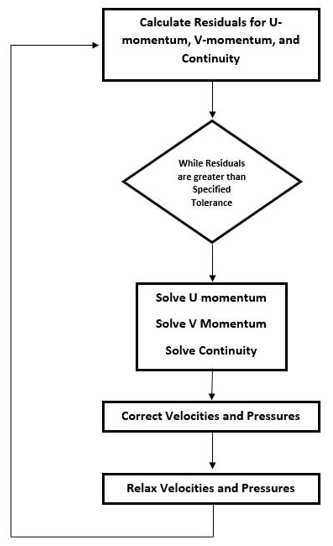 Calculate Residuals for U-
momentum, V-momentum, and
Continuity
While Residuals
are greater than
Specified
Tolerance
Solve U momentum
Solve V Momentum
Solve Continuity
Correct Velocities and Pressures
Relax Velocities and Pressures